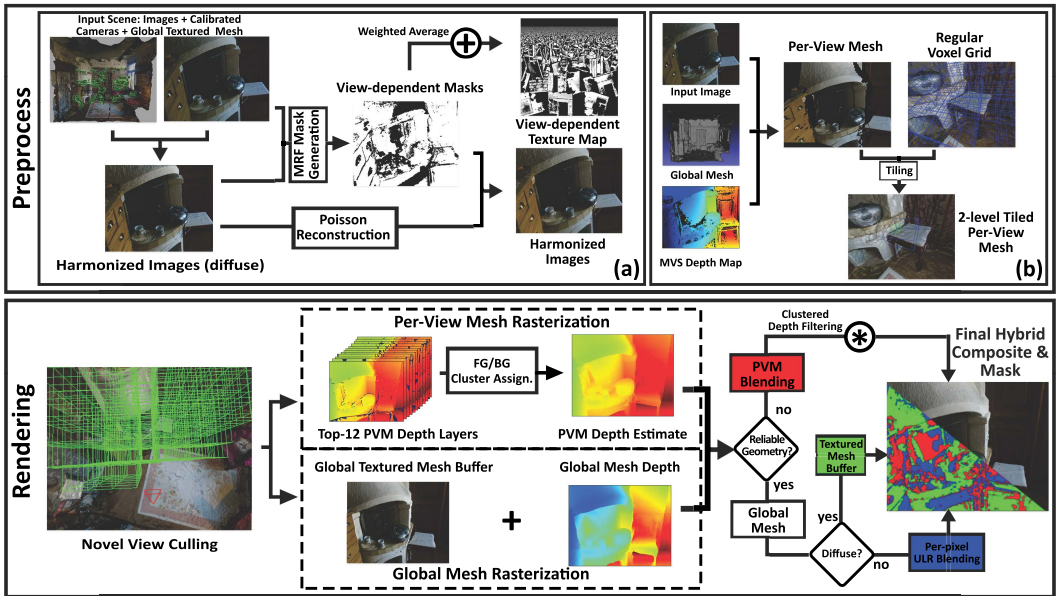 Preprocess
Input Scene: Images + Calibrated
Cameras + Global Textured Mesh
Weighted Average
View-dependent Masks
MRF Mask
Generation
View-dependent
Texture Map
Poisson
Reconstruction
Harmonized Images (diffuse)
Harmonized
Images
(a)
Input Image
Global Mesh
MVS Depth Map
Per-View Mesh
Regular
Voxel Grid
Tiling
2-level Tiled
Per-View
Mesh
(b)
Rendering
Novel View Culling
Per-View Mesh Rasterization
FG/BG
Cluster Assign.
Top-12 PVM Depth Layers
PVM Depth Estimate
Global Textured Mesh Buffer
Global Mesh Depth
+
Global Mesh Rasterization
Clustered
Depth Filtering
*
Final Hybrid
Composite &
Mask
PVM
Blending
no
Reliable
Geometry?
yes
Global
Mesh
Textured
Mesh
Buffer
yes
Diffuse?
no
Per-pixel
ULR Blending